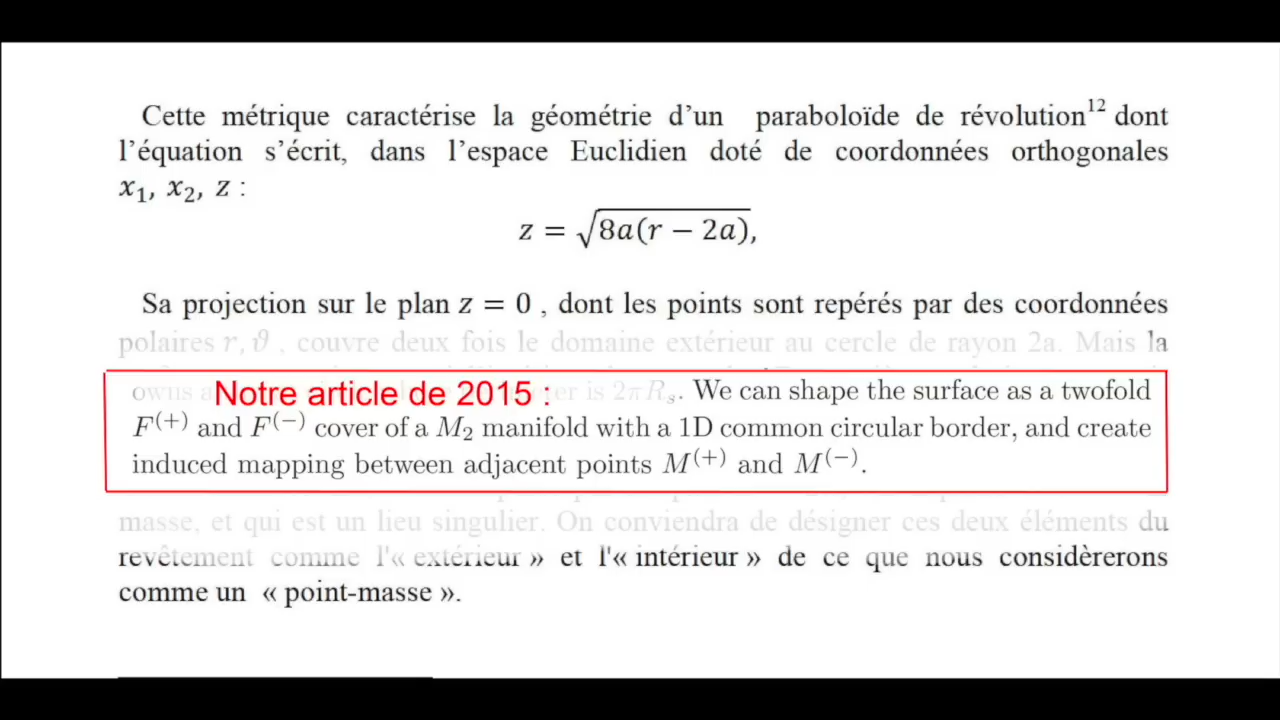 Cette métrique caractérise la géométrie d’un paraboloïde de révolution¹² dont
l’équation s’écrit, dans l’espace Euclidien doté de coordonnées orthogonales
x₁, x₂, z :
z = √8a(r − 2a),
Sa projection sur le plan z = 0 , dont les points sont repérés par des coordonnées
polaires r, ϑ , couvre deux fois le domaine extérieur au cercle de rayon 2a. Mais la
Notre article de 2015 : is 2πRₛ. We can shape the surface as a twofold
F⁽⁺⁾ and F⁽⁻⁾ cover of a M₂ manifold with a 1D common circular border, and create
induced mapping between adjacent points M⁽⁺⁾ and M⁽⁻⁾.
masse, et qui est un lieu singulier. On conviendra de désigner ces deux éléments du
revêtement comme l'« extérieur » et l'« intérieur » de ce que nous considèrerons
comme un « point-masse ».